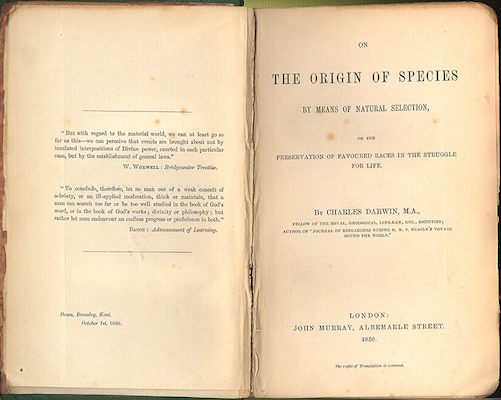 "But with regard to the material world, we can at least go so
far as this—we can perceive that events are brought about not by
insulated interpositions of Divine power, exerted in each particular
case, but by the establishment of general laws."
W. Whewell: Bridgewater Treatise.
"To conclude, therefore, let no man out of a weak conceit of
sobriety, or an ill-applied moderation, think or maintain, that a
man can search too far or be too well studied in the book of God's
word, or in the book of God's works; divinity or philosophy; but
rather let men endeavour an endless progress or proficience in both."
Bacon: Advancement of Learning.
Down, Bromley, Kent,
October 1st, 1859.
ON
THE ORIGIN OF SPECIES
BY MEANS OF NATURAL SELECTION,
OR THE
PRESERVATION OF FAVOURED RACES IN THE STRUGGLE
FOR LIFE.
By CHARLES DARWIN, M.A.,
FELLOW OF THE ROYAL, GEOLOGICAL, LINNÆAN, ETC., SOCIETIES;
AUTHOR OF 'JOURNAL OF RESEARCHES DURING H. M. S. BEAGLE'S VOYAGE
ROUND THE WORLD.'
LONDON:
JOHN MURRAY, ALBEMARLE STREET.
1859.
The right of Translation is reserved.